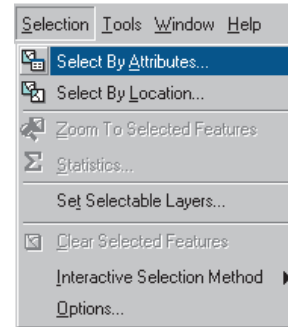 Selection Tools Window Help
Select By Attributes...
Select By Location...
Zoom To Selected Features
Statistics...
Set Selectable Layers...
Clear Selected Features
Interactive Selection Method
Options...